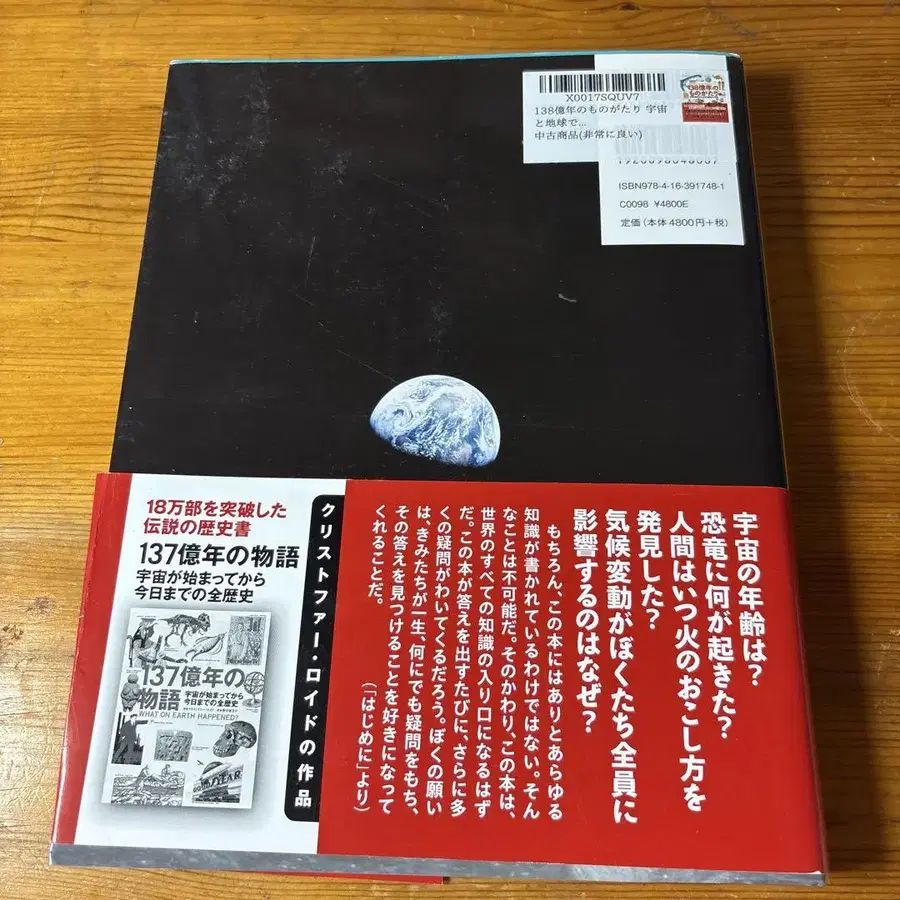 X0017SQUV7
138億年のものがたり 宇宙
と地球で...
中古商品(非常に良い)
138億年の
ISBN978-4-16-391748-1
C0098 ¥4800E
定価(本体4800円+税)
宇宙の年齢は?
恐竜に何が起きた?
人間はいつ火のおこし方を
発見した?
気候変動がぼくたち全員に
影響するのはなぜ?
もちろん、この本にはありとあらゆる
知識が書かれているわけではない。そん
なことは不可能だ。そのかわり、この本は、
世界のすべての知識の入り口になるはず
だ。この本が答えを出すたびに、さらに多
くの疑問がわいてくるだろう。ぼくの願い
は、きみたちが一生、何にでも疑問をもち、
その答えを見つけることを好きになって
くれることだ。
(「はじめに」より)
クリストファー・ロイドの作品
18万部を突破した
伝説の歴史書
137億年の物語
宇宙が始まってから
今日までの全歴史
137億年の
物語
宇宙が始まってから
今日までの全歴史
WHAT ON EARTH HAPPENED?